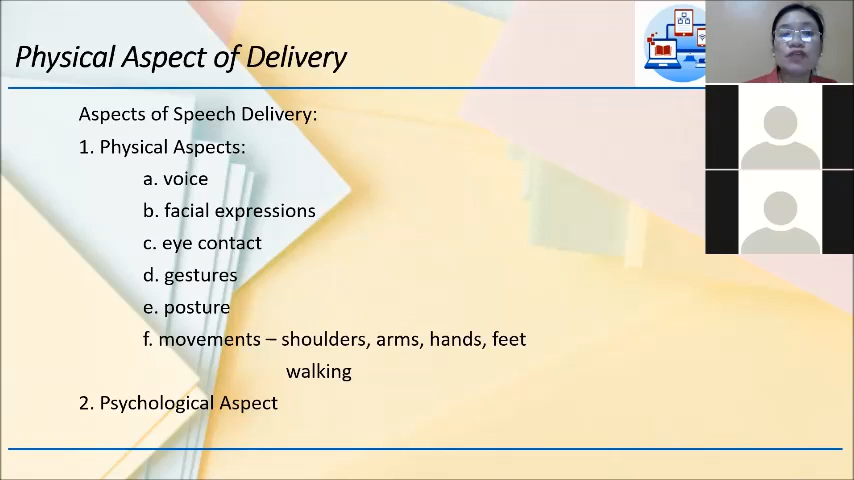 Physical Aspect of Delivery
Aspects of Speech Delivery:
1. Physical Aspects:
a. voice
b. facial expressions
c. eye contact
d. gestures
e. posture
f. movements – shoulders, arms, hands, feet
walking
2. Psychological Aspect